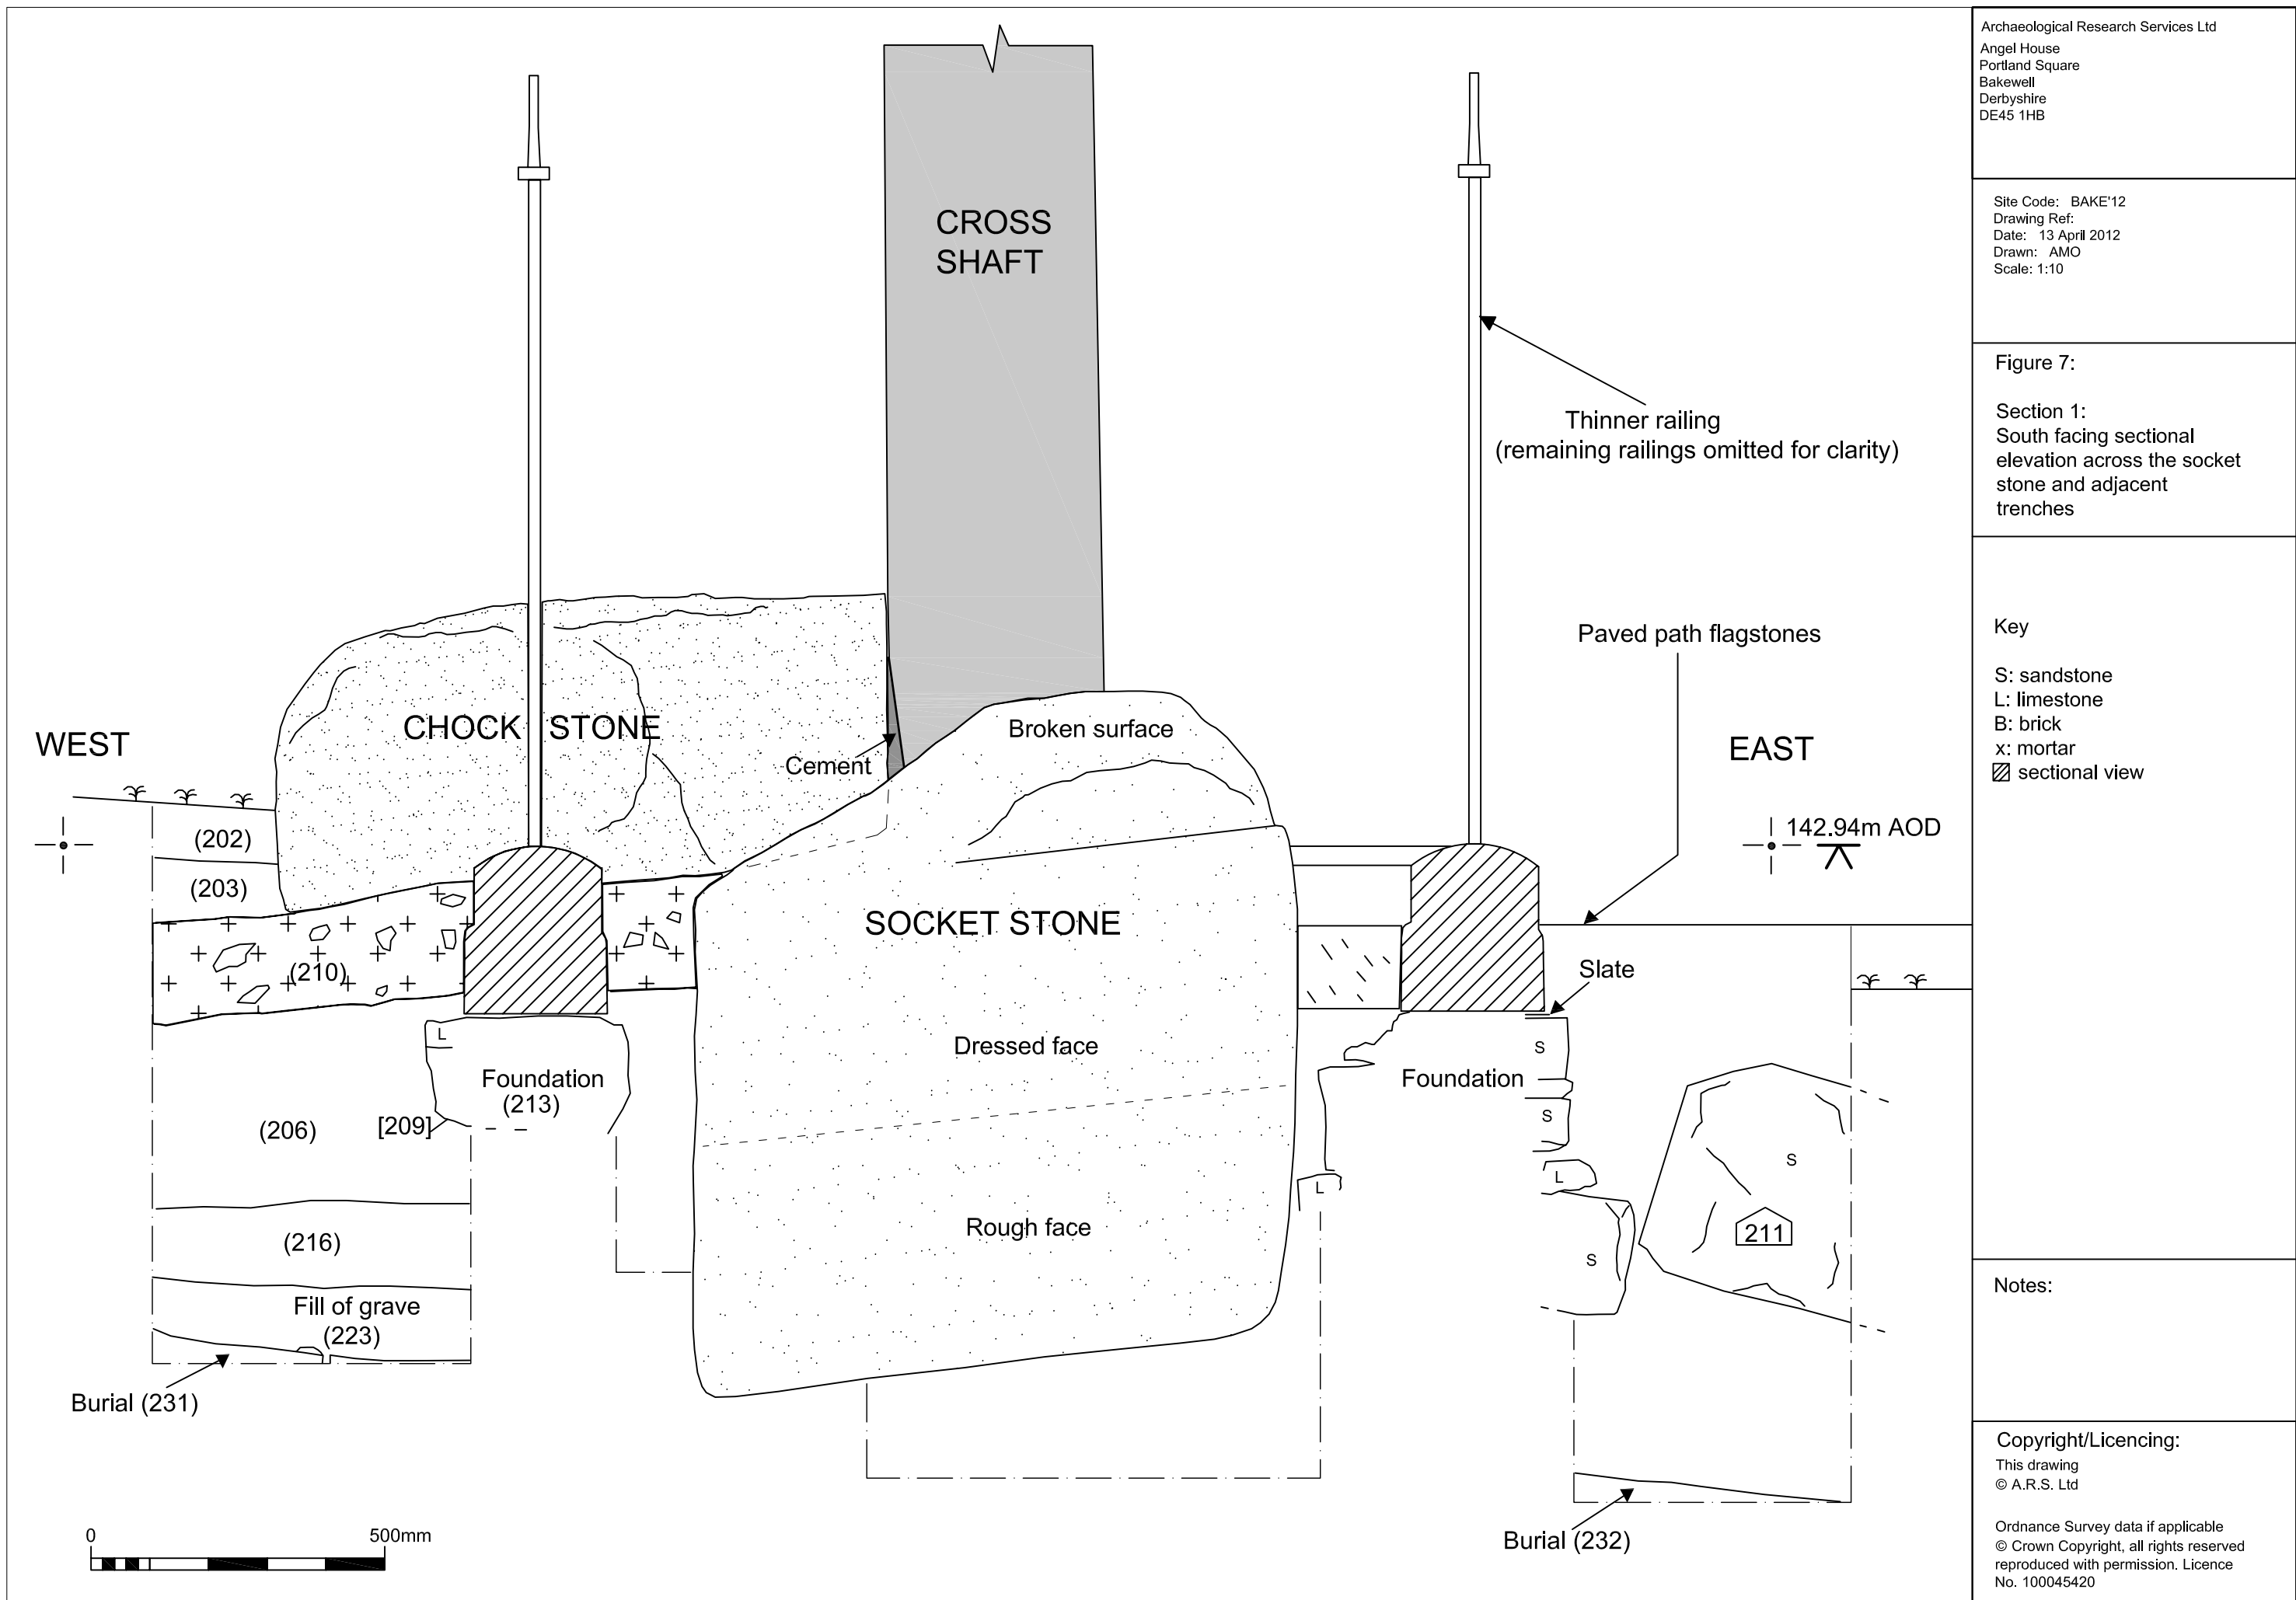 CROSS
SHAFT
Thinner railing
(remaining railings omitted for clarity)
Paved path flagstones
CHOCK STONE
Broken surface
WEST
Cement
EAST
142.94m AOD
(202)
(203)
SOCKET STONE
(210)
Slate
L
Dressed face
S
Foundation
(213)
Foundation
S
(206)
[209]
S
L
L
(216)
Rough face
211
S
Fill of grave
(223)
Burial (231)
Burial (232)
0 500mm
Archaeological Research Services Ltd
Angel House
Portland Square
Bakewell
Derbyshire
DE45 1HB
Site Code: BAKE'12
Drawing Ref:
Date: 13 April 2012
Drawn: AMO
Scale: 1:10
Figure 7:
Section 1:
South facing sectional
elevation across the socket
stone and adjacent
trenches
Key
S: sandstone
L: limestone
B: brick
x: mortar
sectional view
Notes:
Copyright/Licencing:
This drawing
© A.R.S. Ltd
Ordnance Survey data if applicable
© Crown Copyright, all rights reserved
reproduced with permission. Licence
No. 100045420